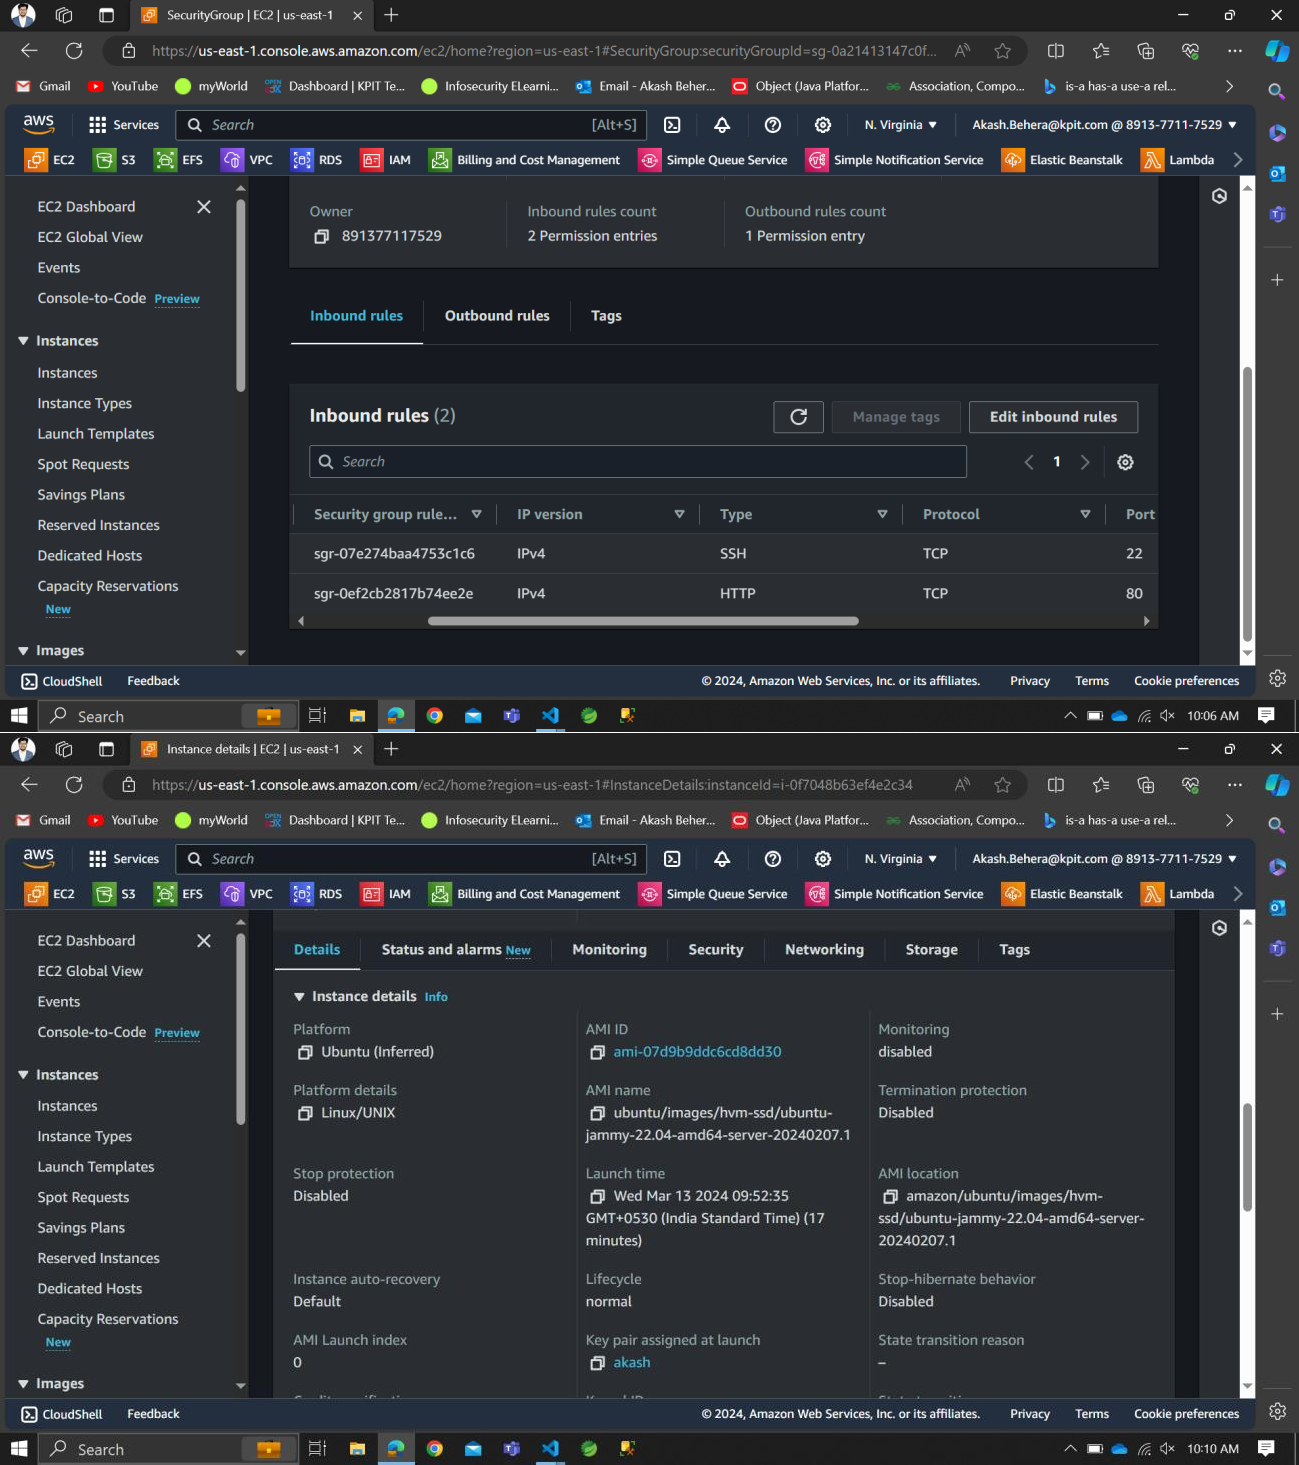 SecurityGroup | EC2 | us-east-1
https://us-east-1.console.aws.amazon.com/ec2/home?region=us-east-1#SecurityGroup:securityGroupId=sg-0a21413147c0f...
Gmail YouTube myWorld Dashboard | KPIT Te... Infosecurity ELearni... Email - Akash Beher... Object (Java Platfor... Association, Compo... is-a has-a use-a rel...
aws Services Search [Alt+S] N. Virginia Akash.Behera@kpit.com @ 8913-7711-7529
EC2 S3 EFS VPC RDS IAM Billing and Cost Management Simple Queue Service Simple Notification Service Elastic Beanstalk Lambda
EC2 Dashboard
EC2 Global View
Events
Console-to-Code Preview
Instances
Instances
Instance Types
Launch Templates
Spot Requests
Savings Plans
Reserved Instances
Dedicated Hosts
Capacity Reservations
New
Images
Owner Inbound rules count Outbound rules count
891377117529 2 Permission entries 1 Permission entry
Inbound rules Outbound rules Tags
Inbound rules (2) Manage tags Edit inbound rules
Search 1
Security group rule... IP version Type Protocol Port
sgr-07e274baa4753c1c6 IPv4 SSH TCP 22
sgr-0ef2cb2817b74ee2e IPv4 HTTP TCP 80
CloudShell Feedback © 2024, Amazon Web Services, Inc. or its affiliates. Privacy Terms Cookie preferences
Search 10:06 AM
Instance details | EC2 | us-east-1
https://us-east-1.console.aws.amazon.com/ec2/home?region=us-east-1#InstanceDetails:instanceId=i-0f7048b63ef4e2c34
Gmail YouTube myWorld Dashboard | KPIT Te... Infosecurity ELearni... Email - Akash Beher... Object (Java Platfor... Association, Compo... is-a has-a use-a rel...
aws Services Search [Alt+S] N. Virginia Akash.Behera@kpit.com @ 8913-7711-7529
EC2 S3 EFS VPC RDS IAM Billing and Cost Management Simple Queue Service Simple Notification Service Elastic Beanstalk Lambda
EC2 Dashboard
EC2 Global View
Events
Console-to-Code Preview
Instances
Instances
Instance Types
Launch Templates
Spot Requests
Savings Plans
Reserved Instances
Dedicated Hosts
Capacity Reservations
New
Images
Details Status and alarms New Monitoring Security Networking Storage Tags
Instance details Info
Platform
Ubuntu (Inferred)
AMI ID
ami-07d9b9ddc6cd8dd30
Monitoring
disabled
Platform details
Linux/UNIX
AMI name
ubuntu/images/hvm-ssd/ubuntu-
jammy-22.04-amd64-server-20240207.1
Termination protection
Disabled
Stop protection
Disabled
Launch time
Wed Mar 13 2024 09:52:35
GMT+0530 (India Standard Time) (17
minutes)
AMI location
amazon/ubuntu/images/hvm-
ssd/ubuntu-jammy-22.04-amd64-server-
20240207.1
Instance auto-recovery
Default
Lifecycle
normal
Stop-hibernate behavior
Disabled
AMI Launch index
0
Key pair assigned at launch
akash
State transition reason
–
CloudShell Feedback © 2024, Amazon Web Services, Inc. or its affiliates. Privacy Terms Cookie preferences
Search 10:10 AM